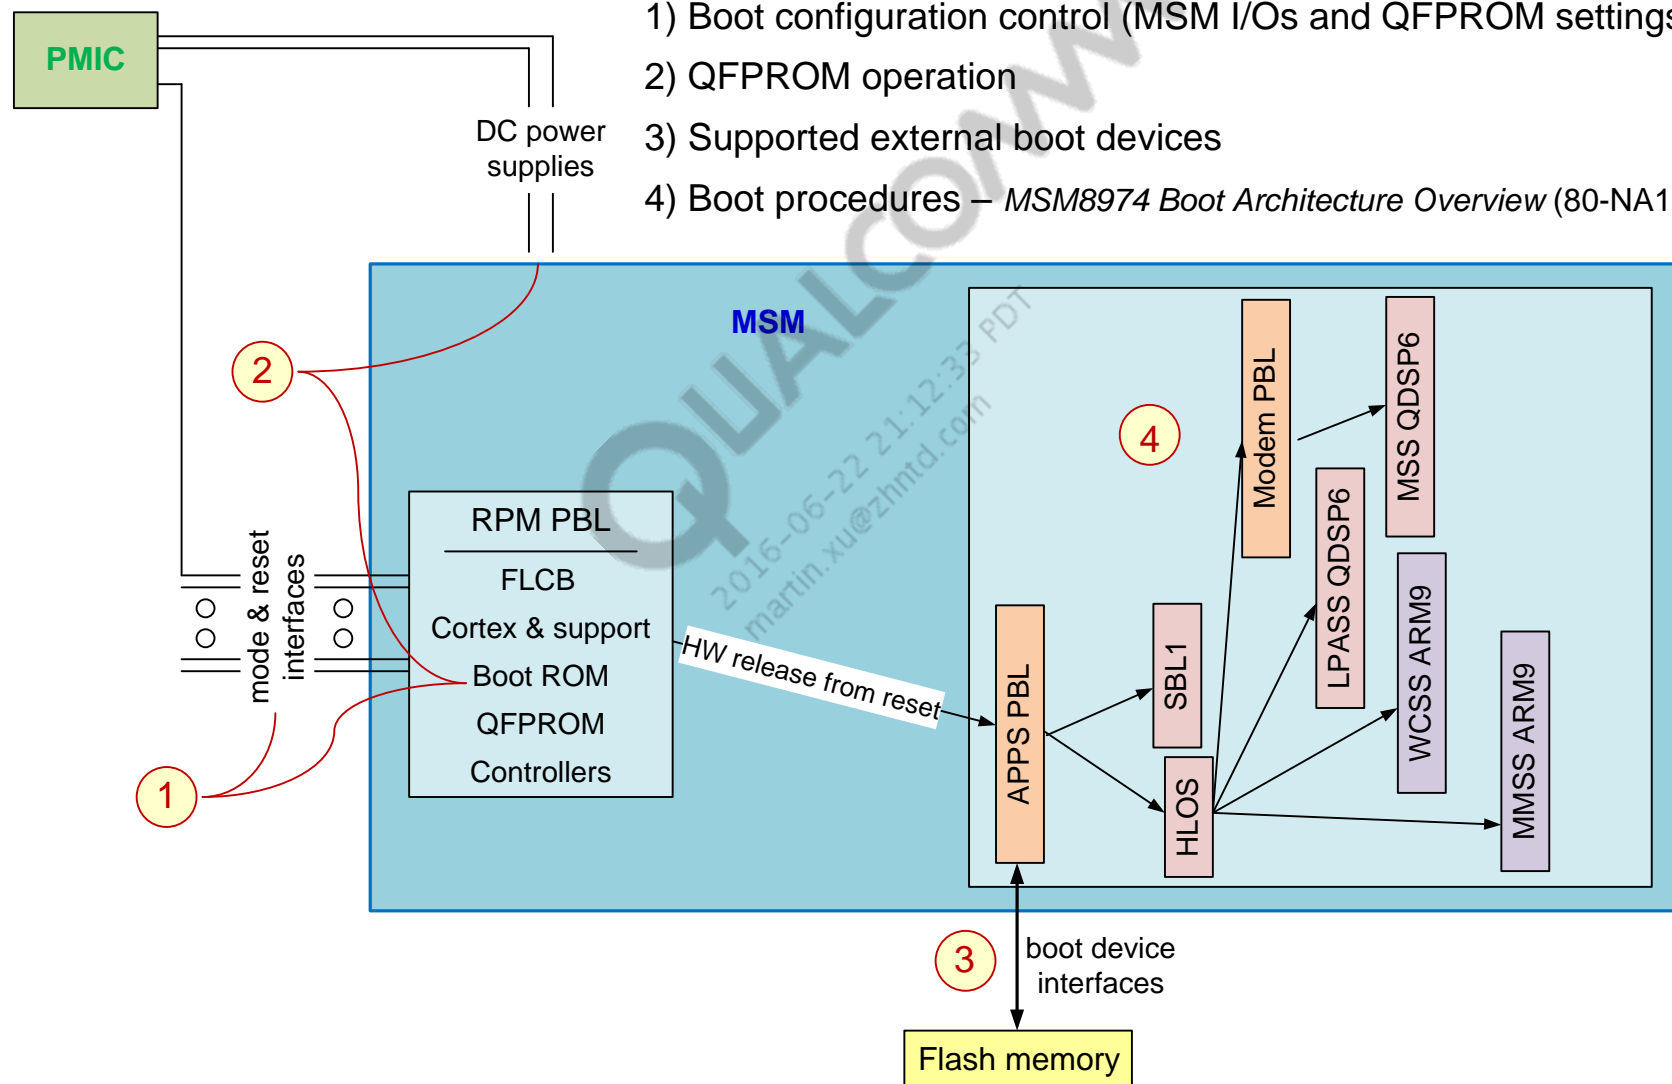 1) Boot configuration control (MSM I/Os and QFPROM settings
2) QFPROM operation
3) Supported external boot devices
4) Boot procedures – MSM8974 Boot Architecture Overview (80-NA1
PMIC
DC power
supplies
MSM
2
4
Modem PBL
MSS QDSP6
LPASS QDSP6
WCSS ARM9
MMSS ARM9
RPM PBL
FLCB
Cortex & support
Boot ROM
QFPROM
Controllers
mode & reset
interfaces
HW release from reset
APPS PBL
SBL1
HLOS
1
3
boot device
interfaces
Flash memory
QUALCOMM
2016-06-22 21:12:33 PDT
martin.xu@zhntd.com